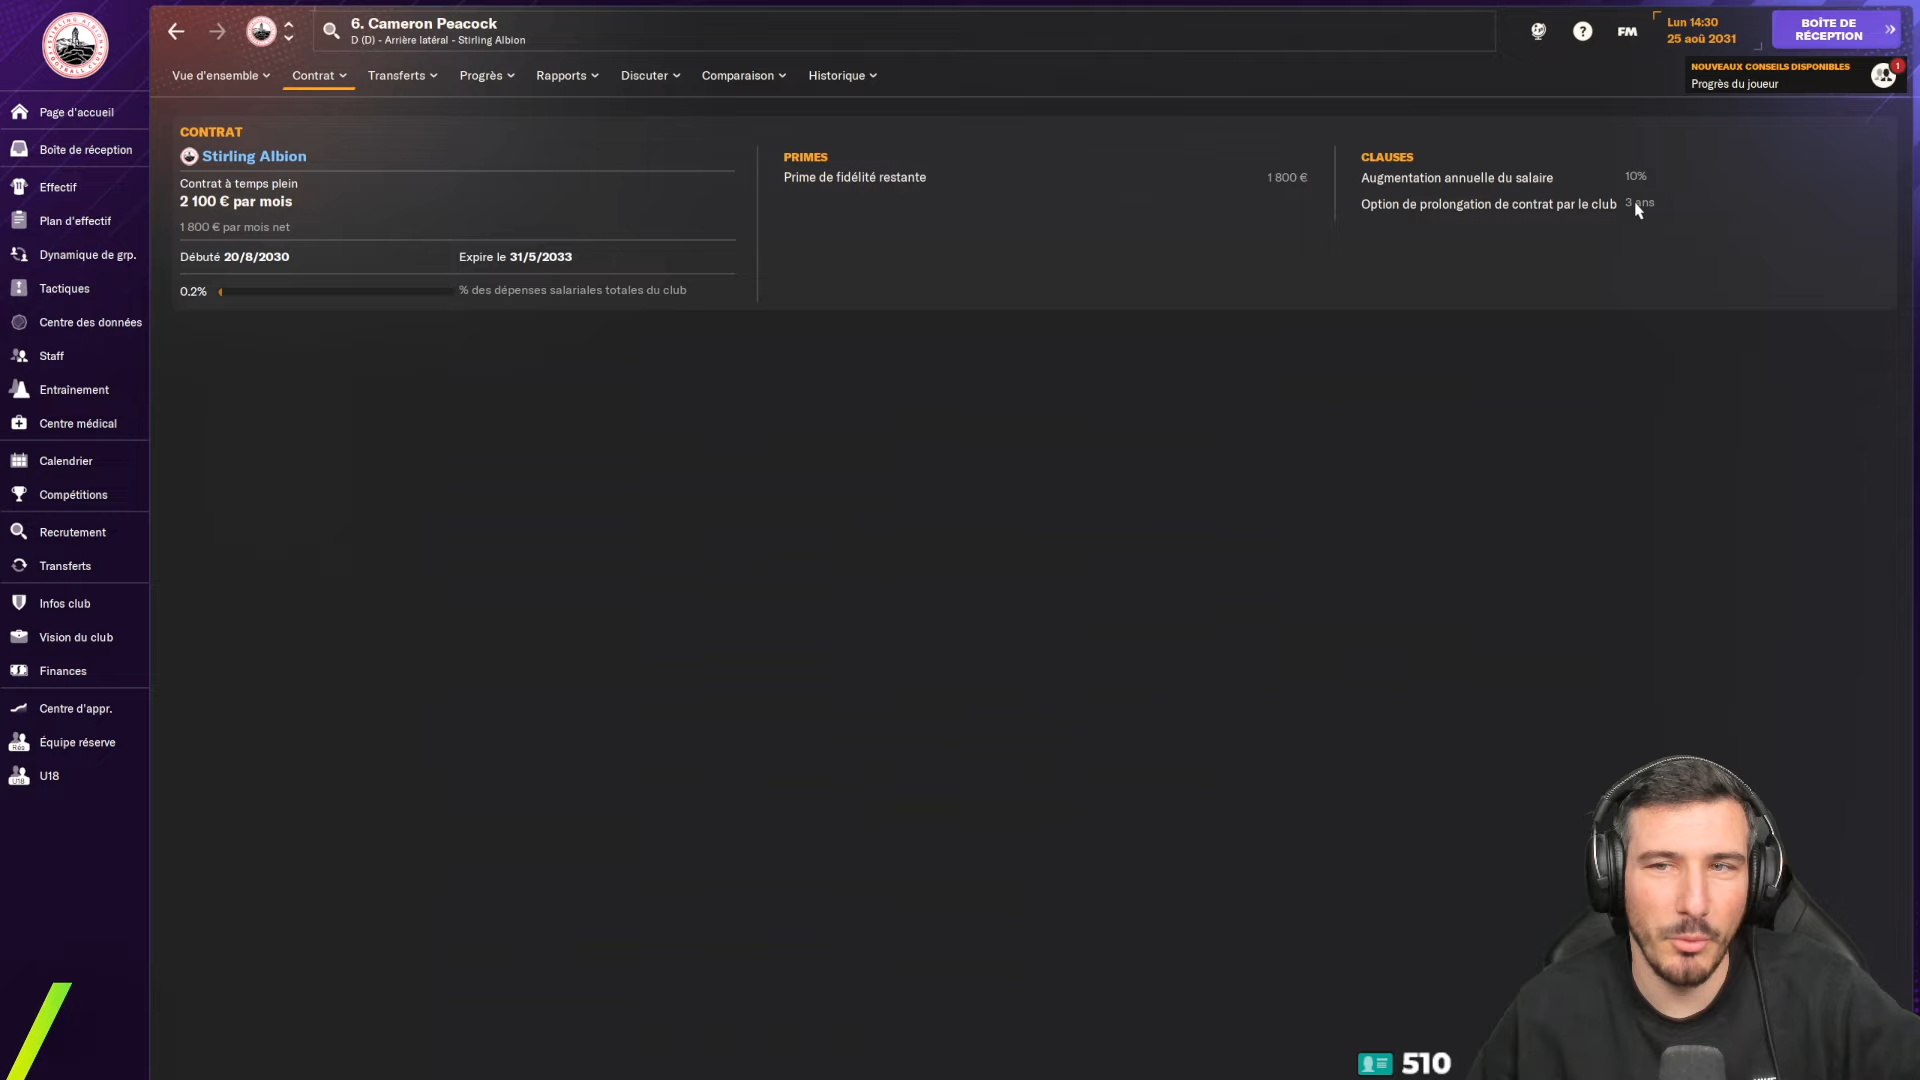 6. Cameron Peacock
D (D) - Arrière latéral - Stirling Albion
FM
Lun 14:30
25 aoû 2031
BOÎTE DE
RÉCEPTION
Vue d'ensemble
Contrat
Transferts
Progrès
Rapports
Discuter
Comparaison
Historique
NOUVEAUX CONSEILS DISPONIBLES
Progrès du joueur
1
Page d'accueil
Boîte de réception
Effectif
Plan d'effectif
Dynamique de grp.
Tactiques
Centre des données
Staff
Entraînement
Centre médical
Calendrier
Compétitions
Recrutement
Transferts
Infos club
Vision du club
Finances
Centre d'appr.
Équipe réserve
U18
CONTRAT
Stirling Albion
Contrat à temps plein
2 100 € par mois
1 800 € par mois net
Débuté 20/8/2030
Expire le 31/5/2033
0.2%
% des dépenses salariales totales du club
PRIMES
Prime de fidélité restante 1 800 €
CLAUSES
Augmentation annuelle du salaire 10%
Option de prolongation de contrat par le club 3 ans
510